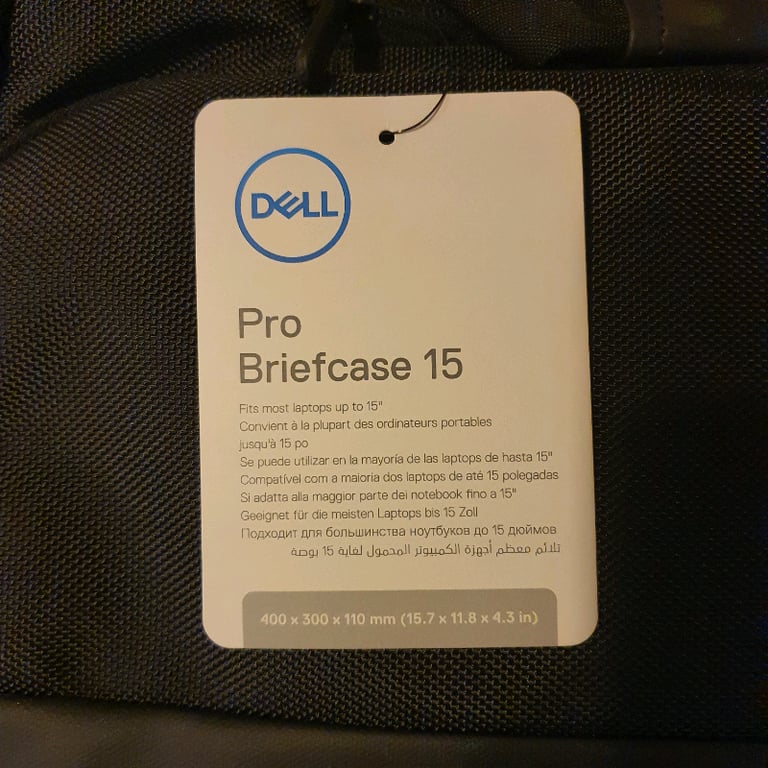 DELL
Pro
Briefcase 15
Fits most laptops up to 15"
Convient à la plupart des ordinateurs portables
jusqu'à 15 po
Se puede utilizar en la mayoría de las laptops de hasta 15"
Compatível com a maioria dos laptops de até 15 polegadas
Si adatta alla maggior parte dei notebook fino a 15"
Geeignet für die meisten Laptops bis 15 Zoll
Подходит для большинства ноутбуков до 15 дюймов
تلائم معظم أجهزة الكمبيوتر المحمول لغاية 15 بوصة
400 x 300 x 110 mm (15.7 x 11.8 x 4.3 in)